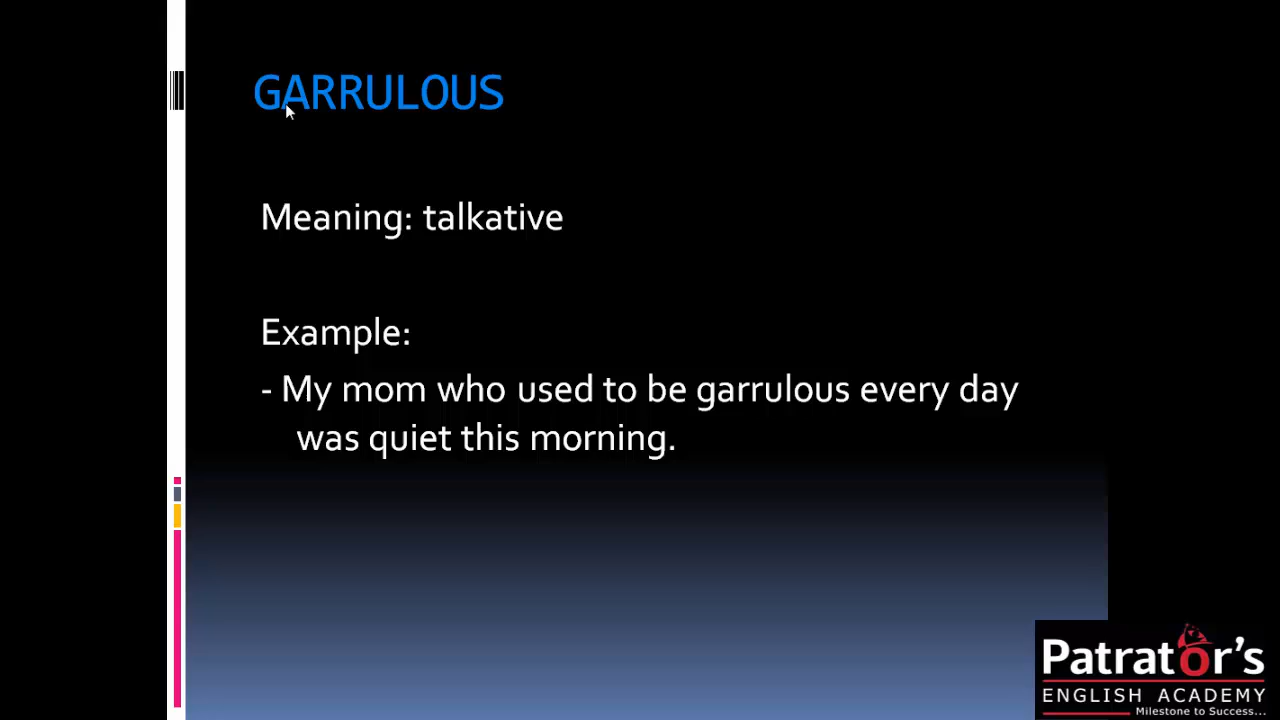 GARRULOUS
Meaning: talkative
Example:
- My mom who used to be garrulous every day
was quiet this morning.
Patrator's
ENGLISH ACADEMY
Milestone to Success...